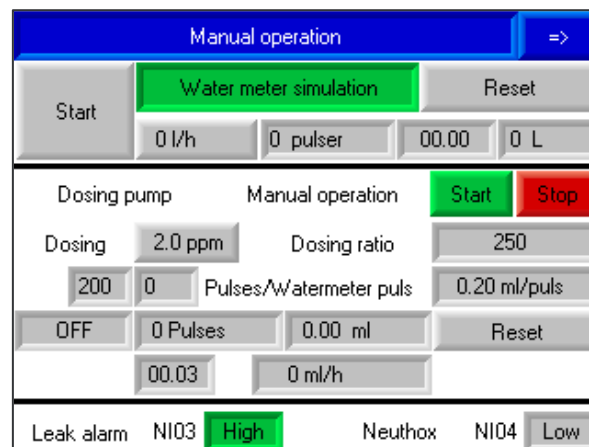 Manual operation =>
Start Water meter simulation Reset
0 l/h 0 pulser 00.00 0 L
Dosing pump Manual operation Start Stop
Dosing 2.0 ppm Dosing ratio 250
200 0 Pulses/Watermeter puls 0.20 ml/puls
OFF 0 Pulses 0.00 ml Reset
00.03 0 ml/h
Leak alarm NI03 High Neuthox NI04 Low